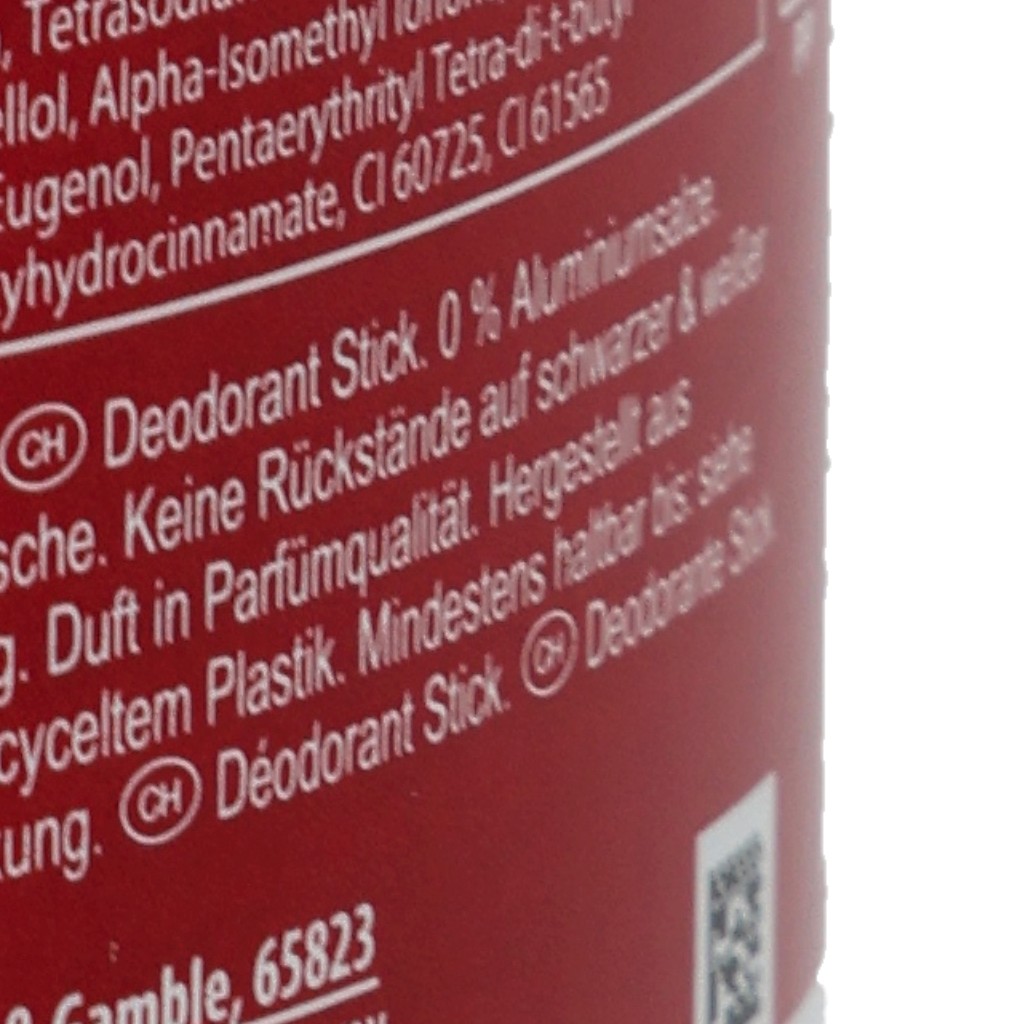 , Tetrasodiu
ellol, Alpha-Isomethyl Ionon
Eugenol, Pentaerythrityl Tetra-di-t-butyl
yhydrocinnamate, CI 60725, CI 61565
CH Deodorant Stick. 0 % Aluminiumsalze.
sche. Keine Rückstände auf schwarzer & weißer
g. Duft in Parfümqualität. Hergestellt aus
cyceltem Plastik. Mindestens haltbar bis: siehe
kung. CH Déodorant Stick. CH Deodorante Stick.
& Gamble, 65823